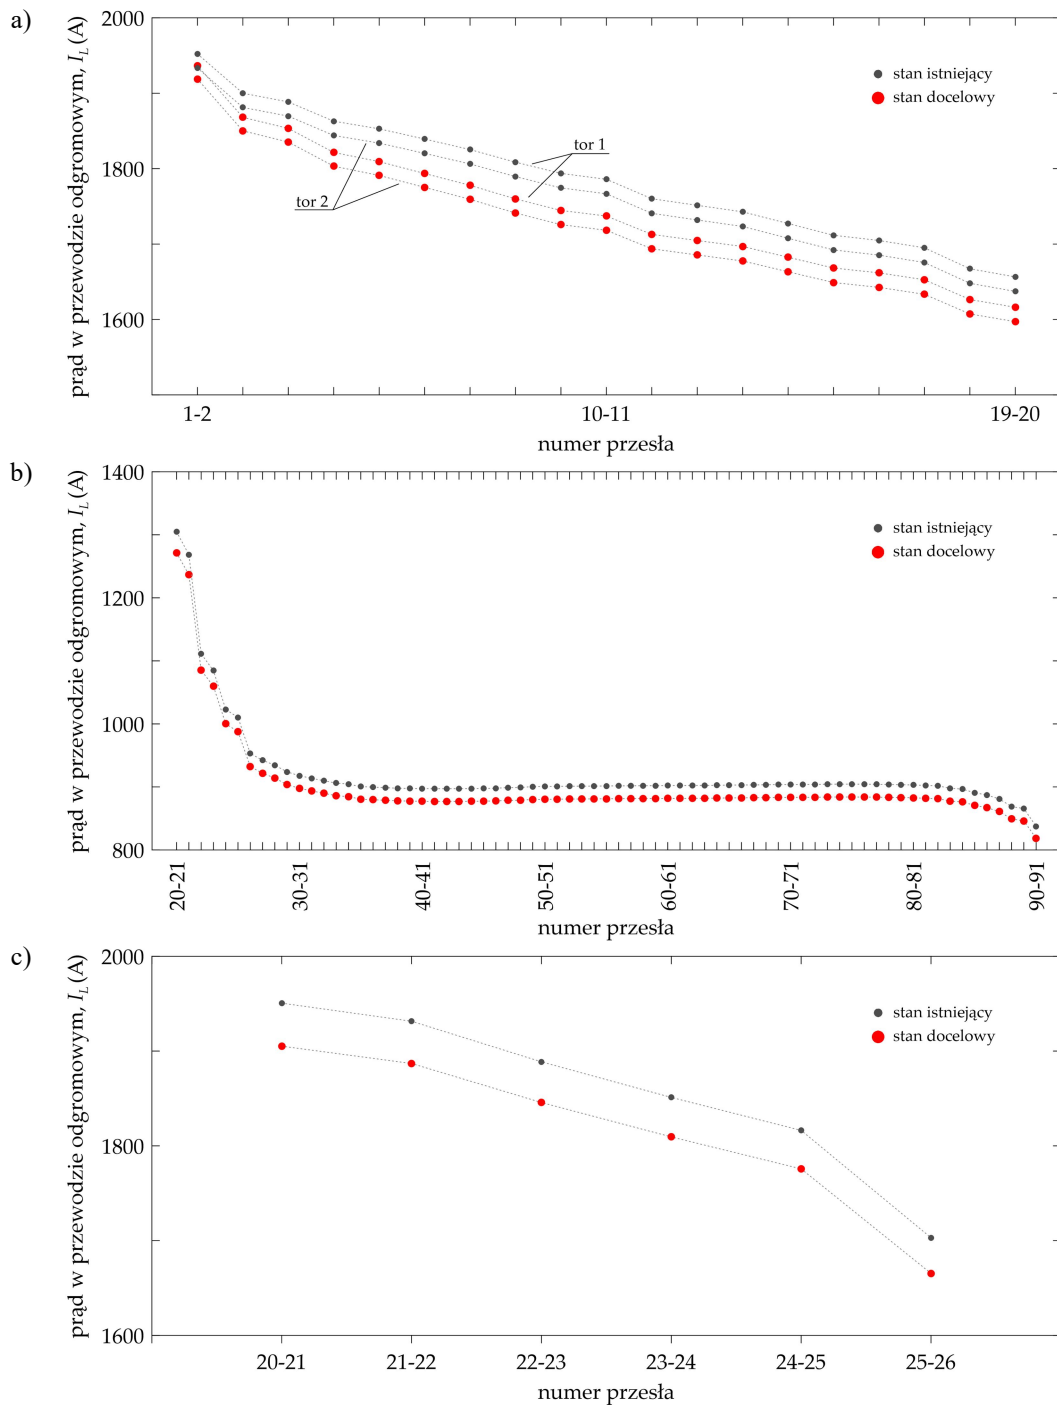 a)
prąd w przewodzie odgromowym, I_L (A)
2000
1800
1600
stan istniejący
stan docelowy
tor 1
tor 2
1-2
10-11
19-20
numer przęsła
b)
prąd w przewodzie odgromowym, I_L (A)
1400
1200
1000
800
stan istniejący
stan docelowy
20-21
30-31
40-41
50-51
60-61
70-71
80-81
90-91
numer przęsła
c)
prąd w przewodzie odgromowym, I_L (A)
2000
1800
1600
stan istniejący
stan docelowy
20-21
21-22
22-23
23-24
24-25
25-26
numer przęsła